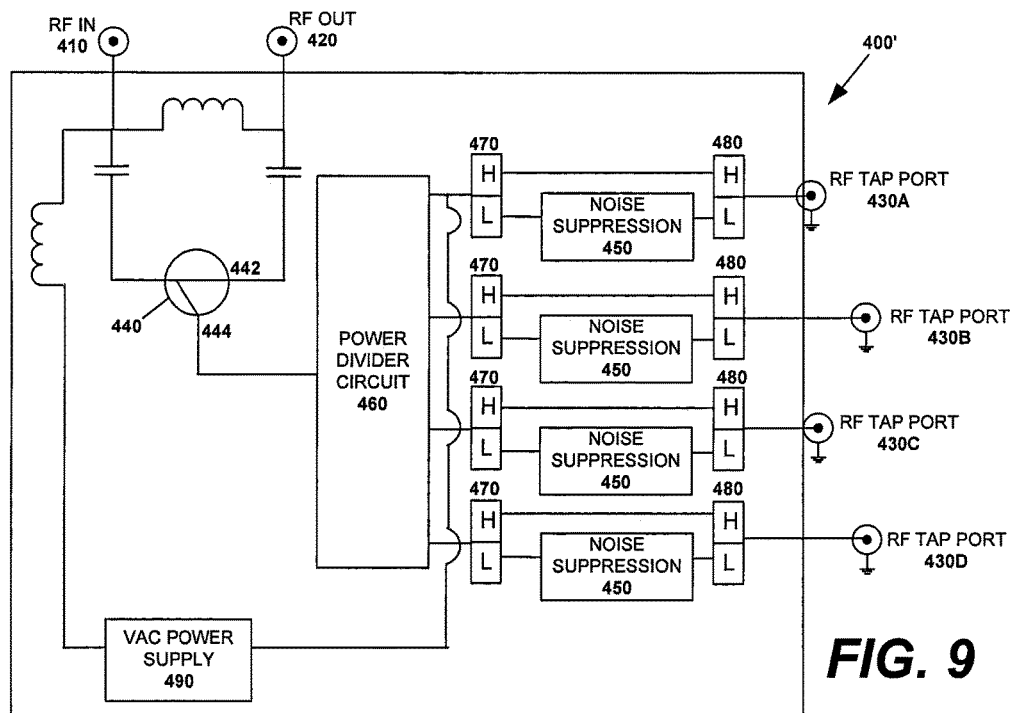 RF IN
410
RF OUT
420
400'
442
440
444
POWER
DIVIDER
CIRCUIT
460
470
H
L
NOISE
SUPPRESSION
450
480
H
L
RF TAP PORT
430A
470
H
L
NOISE
SUPPRESSION
450
480
H
L
RF TAP PORT
430B
470
H
L
NOISE
SUPPRESSION
450
480
H
L
RF TAP PORT
430C
470
H
L
NOISE
SUPPRESSION
450
480
H
L
RF TAP PORT
430D
VAC POWER
SUPPLY
490
FIG. 9